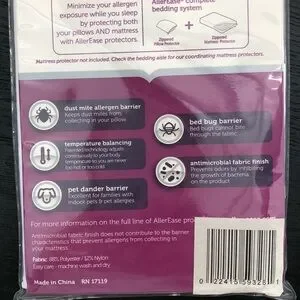 Minimize your allergen
exposure while you sleep
by protecting both
your pillows AND mattress
with AllerEase protectors.
AllerEase complete
bedding system
Zippered
Pillow Protector
Zippered
Mattress Protector
Mattress protector not included. Check the bedding aisle for our coordinating mattress protectors.
dust mite allergen barrier
Keeps dust mites from
collecting in your pillow
temperature balancing
technology adjusts
continuously to your body
temperature so you are never
too hot or too cold
pet dander barrier
Excellent for families with
indoor pets & pet allergies
bed bug barrier
Bed bugs cannot bite
through the fabric
antimicrobial fabric finish
Prevents odors by inhibiting
the growth of bacteria
on the product
For more information on the full line of AllerEase
Antimicrobial fabric finish does not contribute to the barrier
characteristics that prevent allergens from collecting in
your mattress.
Fabric: 88% Polyester / 12% Nylon
Easy care - machine wash and dry
Made in China RN 17119
0 22415 59328